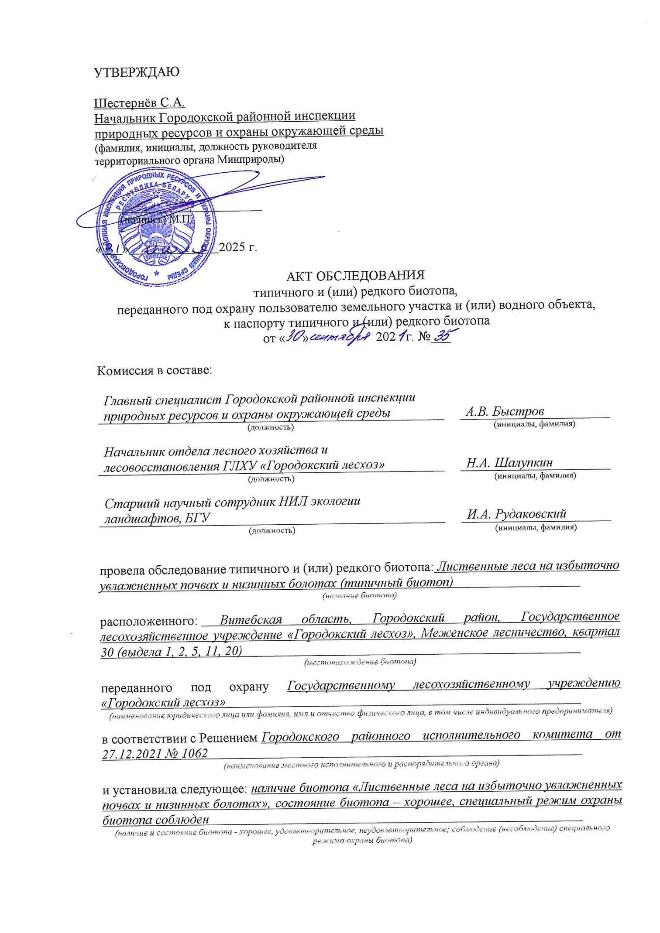 УТВЕРЖДАЮ
Шестернёв С.А.
Начальник Городокской районной инспекции
природных ресурсов и охраны окружающей среды
(фамилия, инициалы, должность руководителя
территориального органа Минприроды)
(подпись) М.П.
2025 г.
АКТ ОБСЛЕДОВАНИЯ
типичного и (или) редкого биотопа,
переданного под охрану пользователю земельного участка и (или) водного объекта,
к паспорту типичного и (или) редкого биотопа
от «30» сентября 2021 г. № 35
Комиссия в составе:
Главный специалист Городокской районной инспекции
природных ресурсов и охраны окружающей среды А.В. Быстров
(должность) (инициалы, фамилия)
Начальник отдела лесного хозяйства и
лесовосстановления ГЛХУ «Городокский лесхоз» Н.А. Шалупкин
(должность) (инициалы, фамилия)
Старший научный сотрудник НИЛ экологии
ландшафтов, БГУ И.А. Рудаковский
(должность) (инициалы, фамилия)
провела обследование типичного и (или) редкого биотопа: Лиственные леса на избыточно
увлажненных почвах и низинных болотах (типичный биотоп)
(название биотопа)
расположенного: Витебская область, Городокский район, Государственное
лесохозяйственное учреждение «Городокский лесхоз», Меженское лесничество, квартал
30 (выдела 1, 2, 5, 11, 20)
(местонахождение биотопа)
переданного под охрану Государственному лесохозяйственному учреждению
«Городокский лесхоз»
(наименование юридического лица или фамилия, имя и отчество физического лица, в том числе индивидуального предпринимателя)
в соответствии с Решением Городокского районного исполнительного комитета от
27.12.2021 № 1062
(наименование местного исполнительного и распорядительного органа)
и установила следующее: наличие биотопа «Лиственные леса на избыточно увлажненных
почвах и низинных болотах», состояние биотопа – хорошее, специальный режим охраны
биотопа соблюден
(наличие и состояние биотопа - хорошее, удовлетворительное, неудовлетворительное; соблюдение (несоблюдение) специального
режима охраны биотопа)